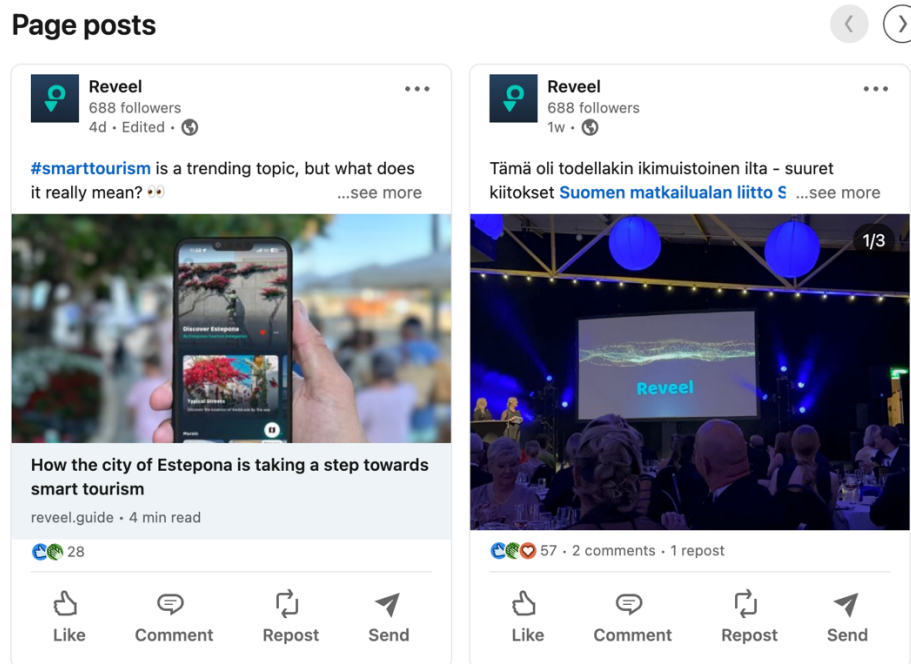 Page posts
Reveel
688 followers
4d • Edited •
#smarttourism is a trending topic, but what does
it really mean? 👀 ...see more
Discover Estepona
Typical Streets
Murals
How the city of Estepona is taking a step towards
smart tourism
reveel.guide • 4 min read
28
Like Comment Repost Send
Reveel
688 followers
1w •
Tämä oli todellakin ikimuistoinen ilta - suuret
kiitokset Suomen matkailualan liitto S ...see more
1/3
Reveel
57 • 2 comments • 1 repost
Like Comment Repost Send